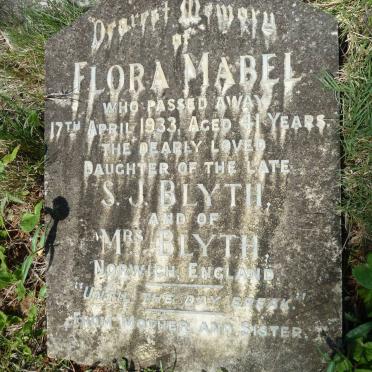 Dearest Memory
of
FLORA MABEL
WHO PASSED AWAY
17TH APRIL 1933. AGED 41 YEARS.
THE DEARLY LOVED
DAUGHTER OF THE LATE
S. J. BLYTH,
AND OF
MRS BLYTH,
NORWICH, ENGLAND.
"UNTIL THE DAY BREAK"
FROM MOTHER AND SISTER.